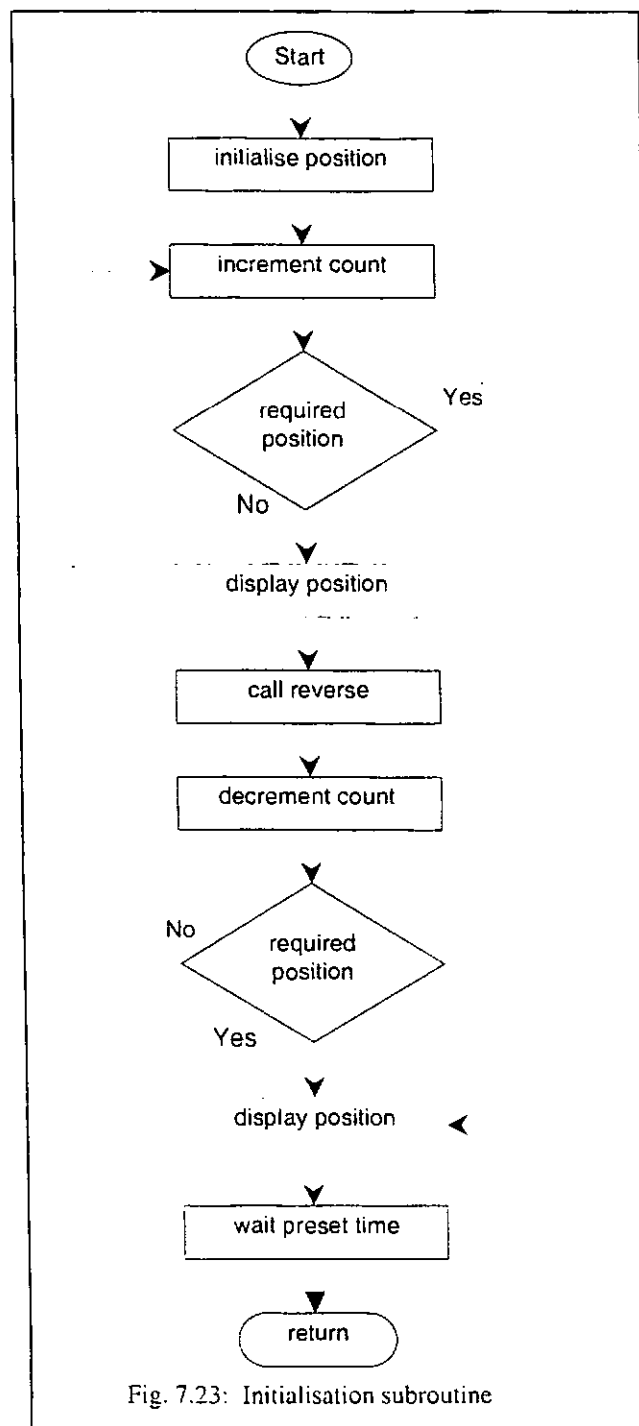 Start
initialise position
increment count
required
position
Yes
No
display position
call reverse
decrement count
No
required
position
Yes
display position
wait preset time
return
Fig. 7.23: Initialisation subroutine